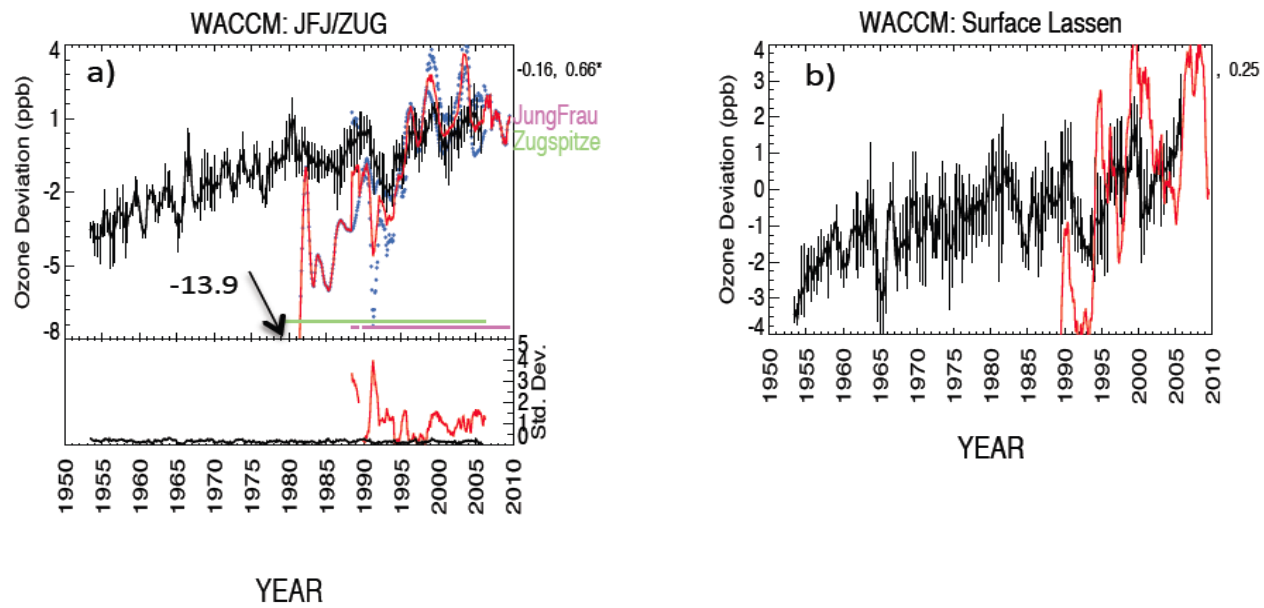 WACCM: JFJ/ZUG
a)
-0.16, 0.66*
JungFrau
Zugspitze
-13.9
Ozone Deviation (ppb)
4
1
-2
-5
-8
5
4
3
2
1
0
Std. Dev.
1950 1955 1960 1965 1970 1975 1980 1985 1990 1995 2000 2005 2010
YEAR
WACCM: Surface Lassen
b)
, 0.25
Ozone Deviation (ppb)
4
3
2
1
0
-1
-2
-3
-4
1950 1955 1960 1965 1970 1975 1980 1985 1990 1995 2000 2005 2010
YEAR